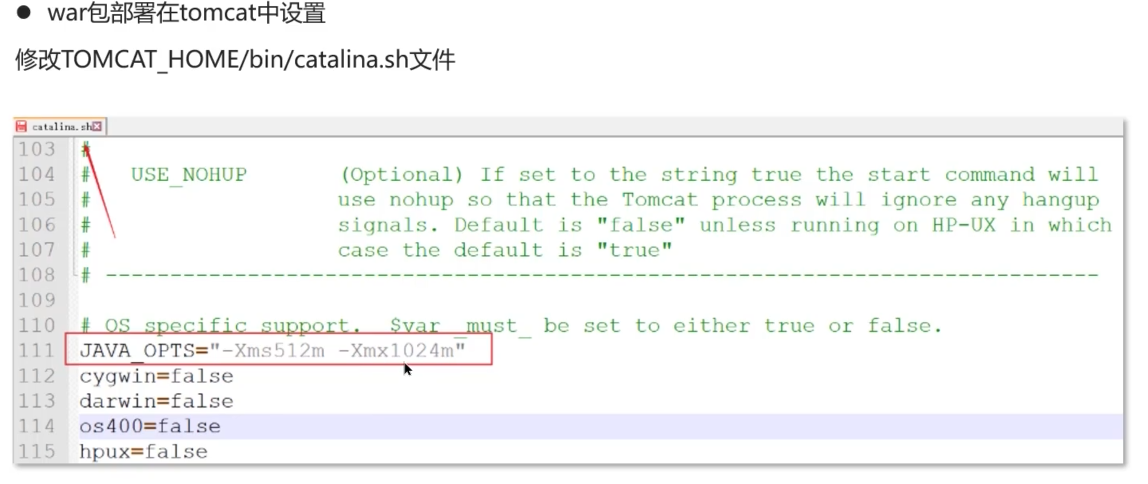 ● war包部署在tomcat中设置
修改TOMCAT_HOME/bin/catalina.sh文件
catalina.sh
103 #
104 # USE_NOHUP (Optional) If set to the string true the start command will
105 # use nohup so that the Tomcat process will ignore any hangup
106 # signals. Default is "false" unless running on HP-UX in which
107 # case the default is "true"
108 # -----------------------------------------------------------------------------
109
110 # OS specific support. $var _must_ be set to either true or false.
111 JAVA_OPTS="-Xms512m -Xmx1024m"
112 cygwin=false
113 darwin=false
114 os400=false
115 hpux=false